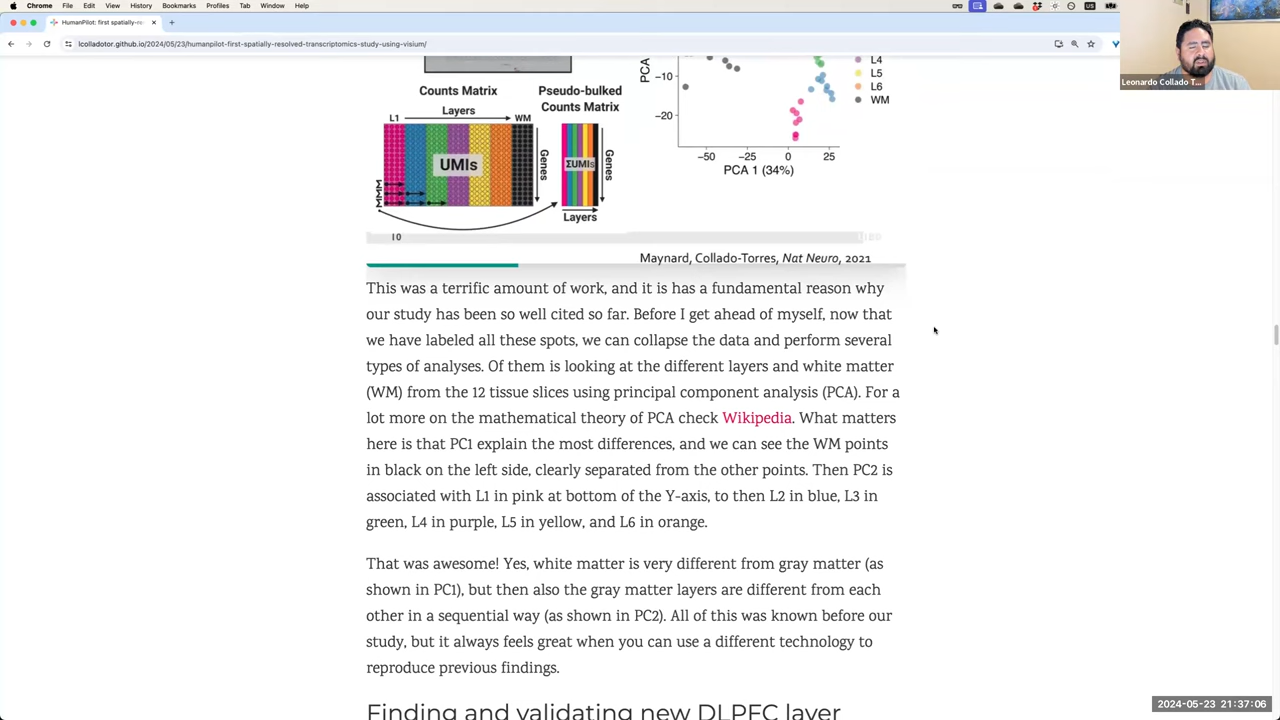 Chrome File Edit View History Bookmarks Profiles Tab Window Help
HumanPilot: first spatially-re
lcolladotor.github.io/2024/05/23/humanpilot-first-spatially-resolved-transcriptomics-study-using-visium/
Leonardo Collado T...
Counts Matrix
Layers
L1
WM
UMIs
Genes
Pseudo-bulked
Counts Matrix
ΣUMIs
Genes
Layers
PCA
−10
−20
−50 −25 0 25
PCA 1 (34%)
L4
L5
L6
WM
10
Maynard, Collado-Torres, Nat Neuro, 2021
This was a terrific amount of work, and it is has a fundamental reason why
our study has been so well cited so far. Before I get ahead of myself, now that
we have labeled all these spots, we can collapse the data and perform several
types of analyses. Of them is looking at the different layers and white matter
(WM) from the 12 tissue slices using principal component analysis (PCA). For a
lot more on the mathematical theory of PCA check Wikipedia. What matters
here is that PC1 explain the most differences, and we can see the WM points
in black on the left side, clearly separated from the other points. Then PC2 is
associated with L1 in pink at bottom of the Y-axis, to then L2 in blue, L3 in
green, L4 in purple, L5 in yellow, and L6 in orange.
That was awesome! Yes, white matter is very different from gray matter (as
shown in PC1), but then also the gray matter layers are different from each
other in a sequential way (as shown in PC2). All of this was known before our
study, but it always feels great when you can use a different technology to
reproduce previous findings.
Finding and validating new DLPFC layer
2024-05-23 21:37:06